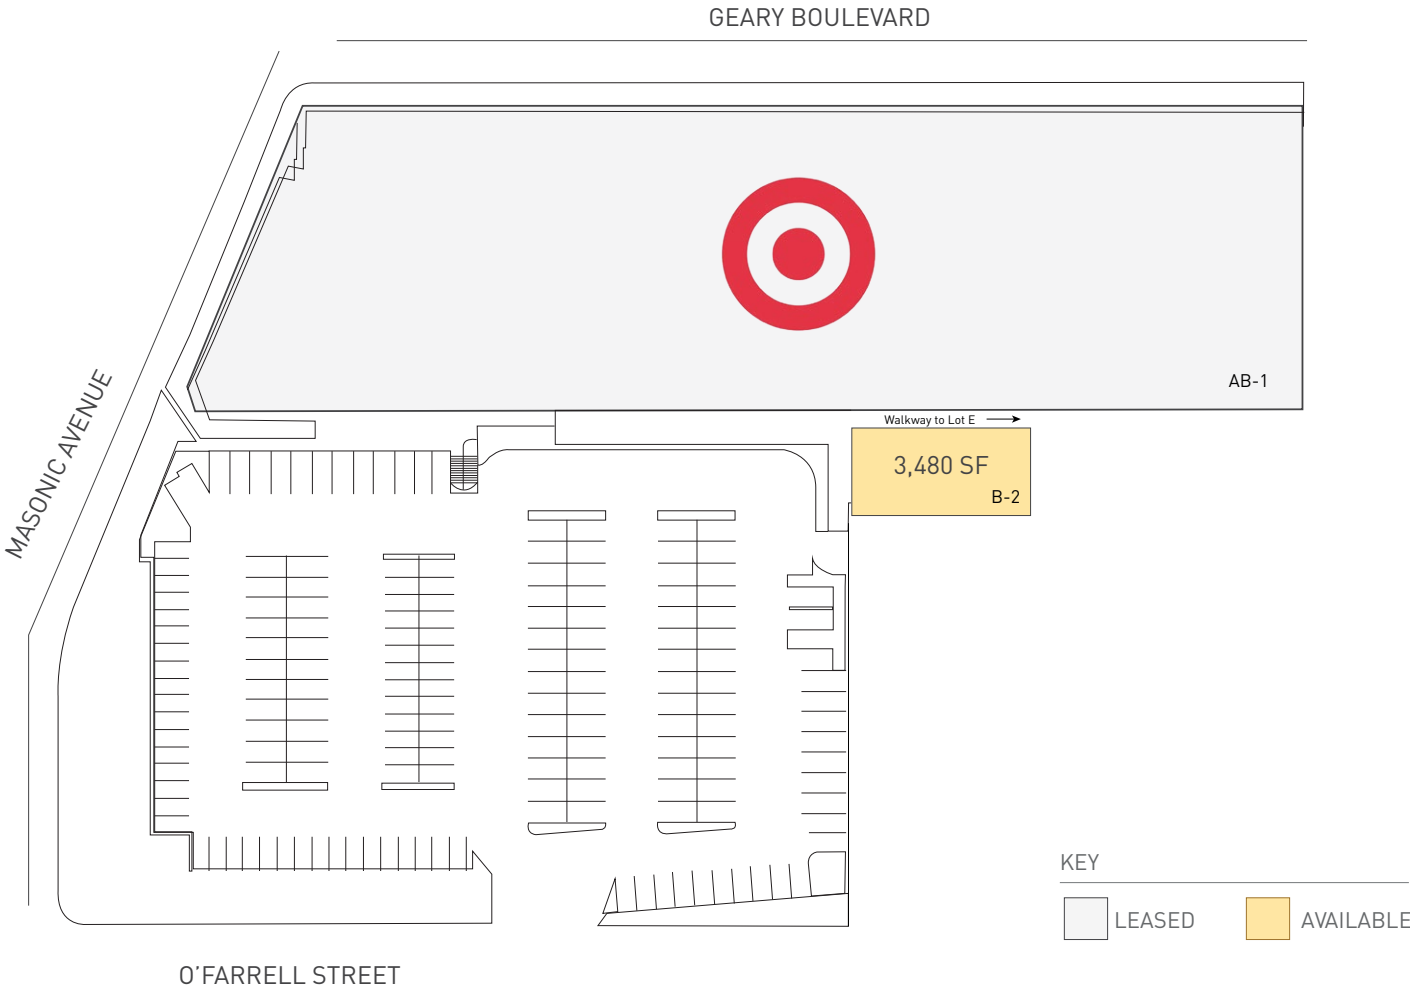 GEARY BOULEVARD
MASONIC AVENUE
AB-1
Walkway to Lot E
3,480 SF
B-2
KEY
LEASED
AVAILABLE
O'FARRELL STREET